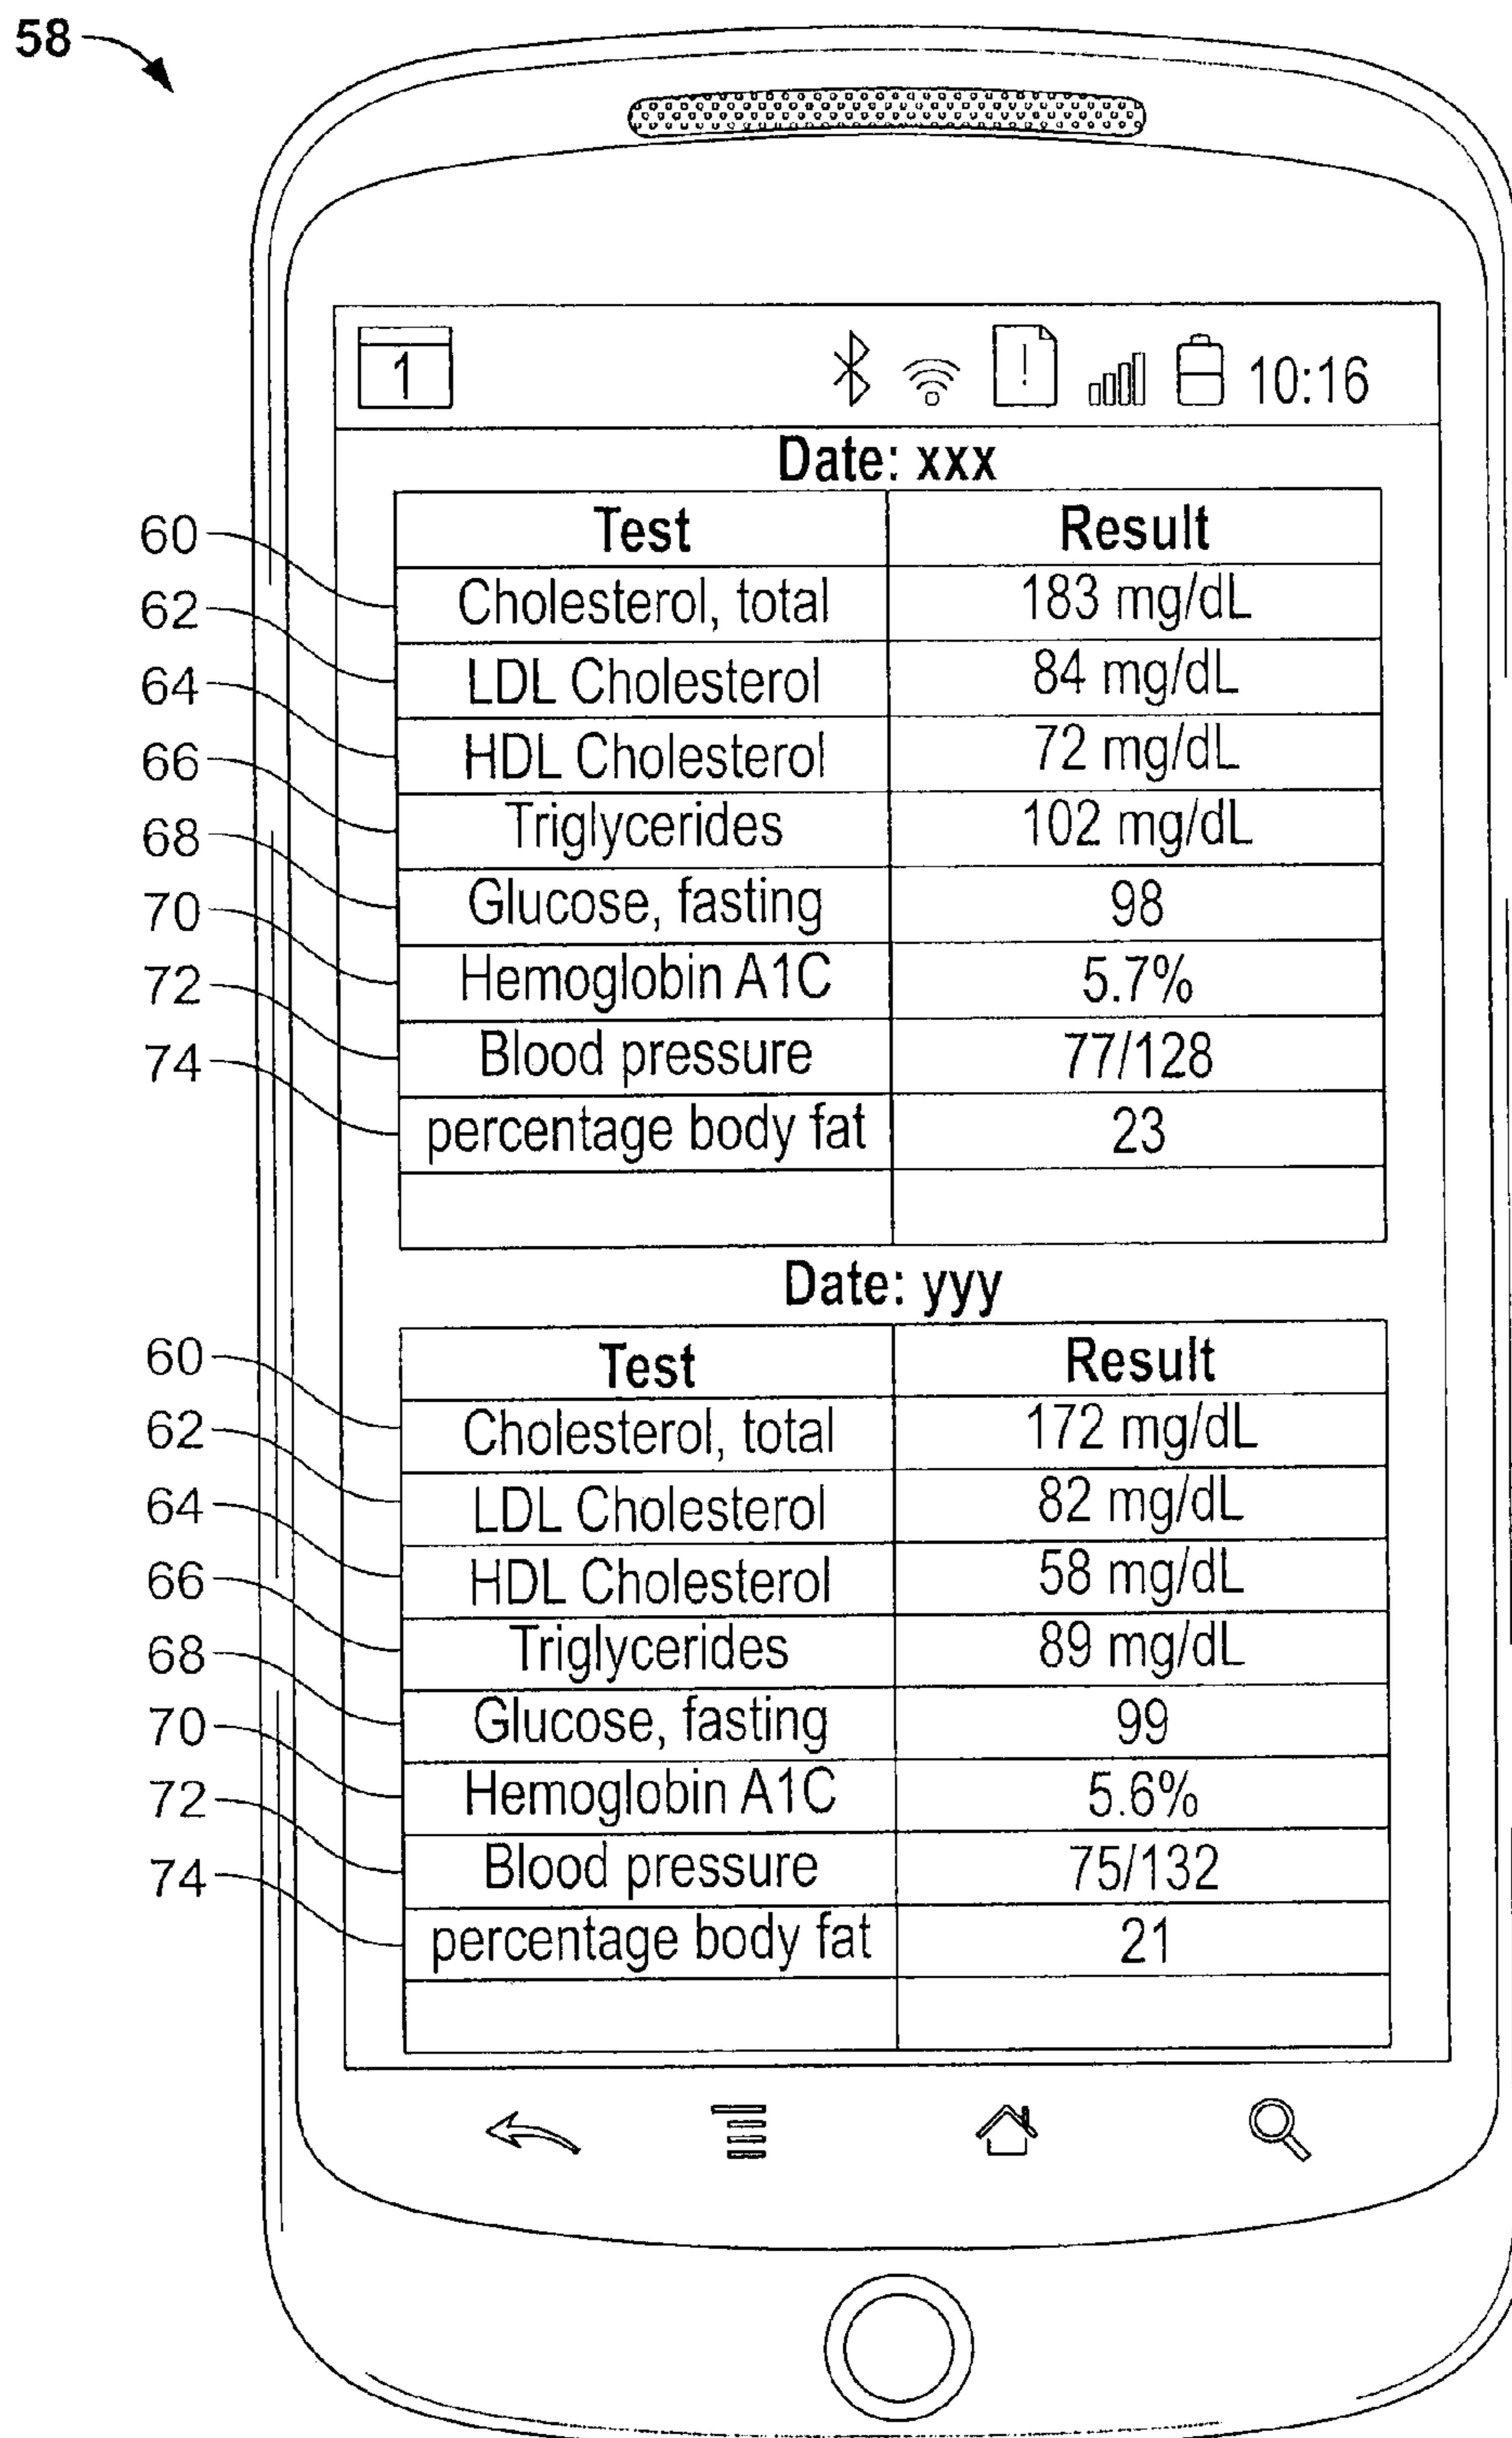 58
1 10:16
Date: xxx
Test Result
60 Cholesterol, total 183 mg/dL
62 LDL Cholesterol 84 mg/dL
64 HDL Cholesterol 72 mg/dL
66 Triglycerides 102 mg/dL
68 Glucose, fasting 98
70 Hemoglobin A1C 5.7%
72 Blood pressure 77/128
74 percentage body fat 23
Date: yyy
Test Result
60 Cholesterol, total 172 mg/dL
62 LDL Cholesterol 82 mg/dL
64 HDL Cholesterol 58 mg/dL
66 Triglycerides 89 mg/dL
68 Glucose, fasting 99
70 Hemoglobin A1C 5.6%
72 Blood pressure 75/132
74 percentage body fat 21